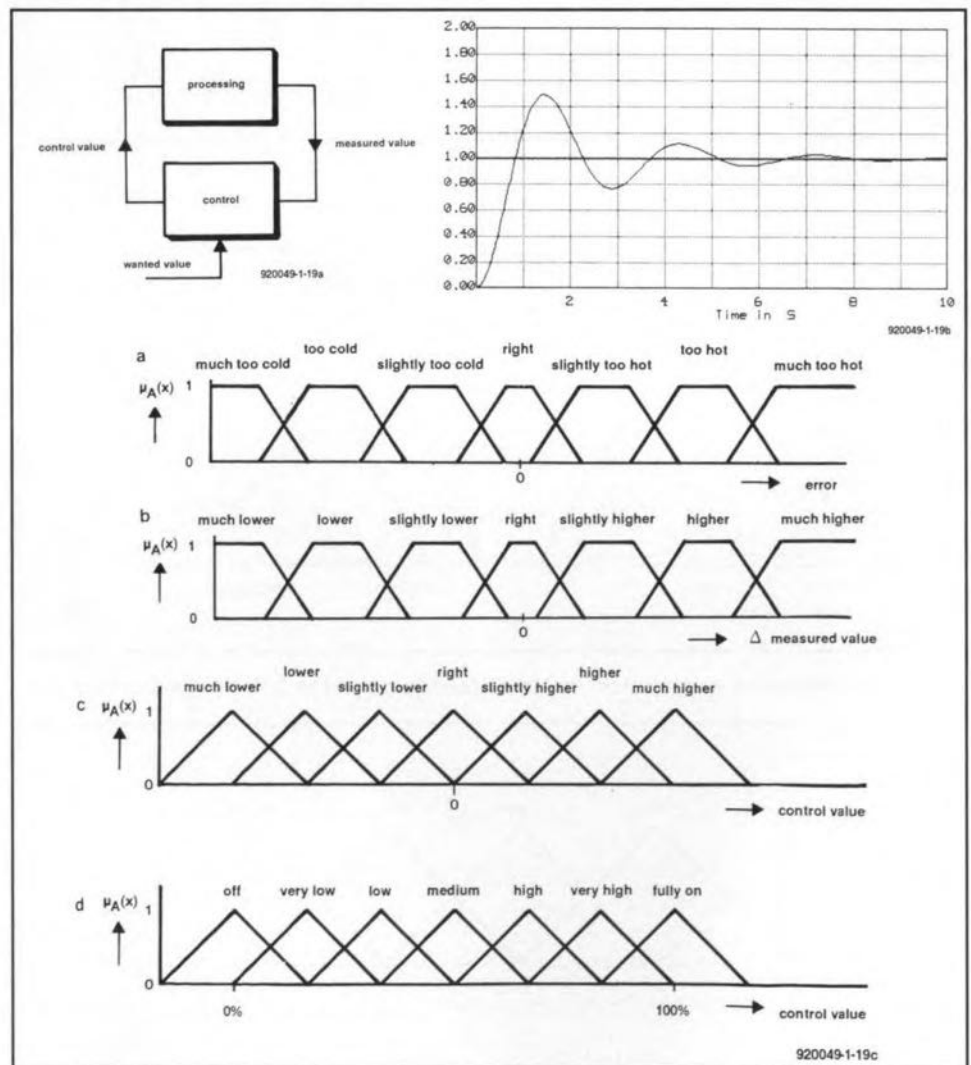 processing
control value
measured value
control
wanted value
920049-1-19a
2.00
1.80
1.60
1.40
1.20
1.00
0.80
0.60
0.40
0.20
0.00
2 4 6 8 10
Time in S
920049-1-19b
a
too cold right too hot
much too cold slightly too cold slightly too hot much too hot
μA(x) 1
0
0
error
b
much lower lower slightly lower right slightly higher higher much higher
μA(x) 1
0
0
Δ measured value
lower right higher
much lower slightly lower slightly higher much higher
c μA(x) 1
0
0
control value
off very low low medium high very high fully on
d μA(x) 1
0
0% 100%
control value
920049-1-19c